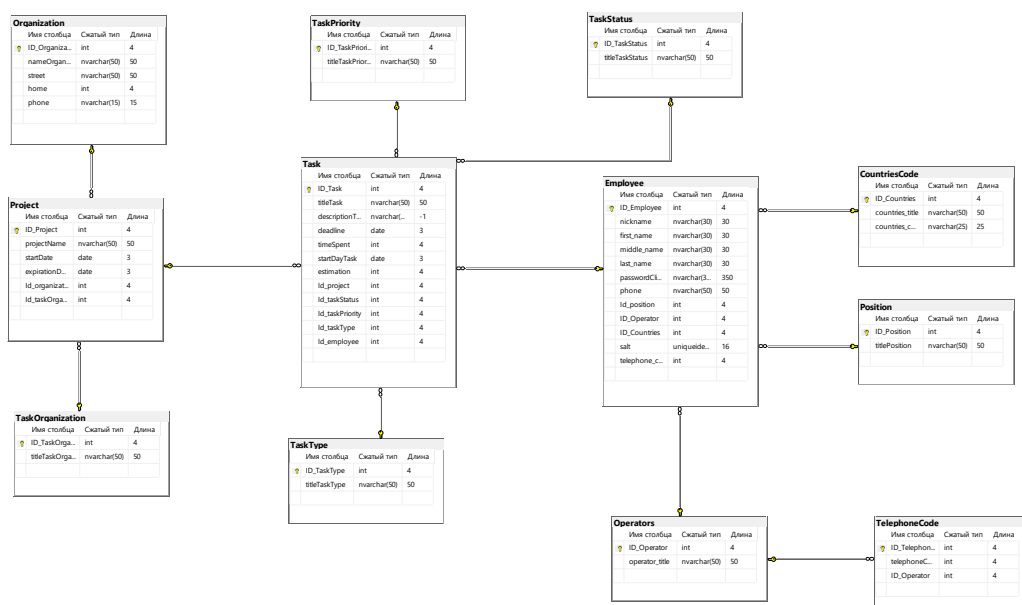 Organization
Имя столбца Сжатый тип Длина
ID_Organiza... int 4
nameOrgan... nvarchar(50) 50
street nvarchar(50) 50
home int 4
phone nvarchar(15) 15
TaskPriority
Имя столбца Сжатый тип Длина
ID_TaskPriori... int 4
titleTaskPrior... nvarchar(50) 50
TaskStatus
Имя столбца Сжатый тип Длина
ID_TaskStatus int 4
titleTaskStatus nvarchar(50) 50
Task
Имя столбца Сжатый тип Длина
ID_Task int 4
titleTask nvarchar(50) 50
descriptionT... nvarchar(... -1
deadline date 3
timeSpent int 4
startDayTask date 3
estimation int 4
Id_project int 4
Id_taskStatus int 4
Id_taskPriority int 4
Id_taskType int 4
Id_employee int 4
Employee
Имя столбца Сжатый тип Длина
ID_Employee int 4
nickname nvarchar(30) 30
first_name nvarchar(30) 30
middle_name nvarchar(30) 30
last_name nvarchar(30) 30
passwordCli... nvarchar(3... 350
phone nvarchar(50) 50
Id_position int 4
ID_Operator int 4
ID_Countries int 4
salt uniqueide... 16
telephone_c... int 4
CountriesCode
Имя столбца Сжатый тип Длина
ID_Countries int 4
countries_title nvarchar(50) 50
countries_c... nvarchar(25) 25
Project
Имя столбца Сжатый тип Длина
ID_Project int 4
projectName nvarchar(50) 50
startDate date 3
expirationD... date 3
Id_organizat... int 4
Id_taskOrga... int 4
Position
Имя столбца Сжатый тип Длина
ID_Position int 4
titlePosition nvarchar(50) 50
TaskOrganization
Имя столбца Сжатый тип Длина
ID_TaskOrga... int 4
titleTaskOrga... nvarchar(50) 50
TaskType
Имя столбца Сжатый тип Длина
ID_TaskType int 4
titleTaskType nvarchar(50) 50
Operators
Имя столбца Сжатый тип Длина
ID_Operator int 4
operator_title nvarchar(50) 50
TelephoneCode
Имя столбца Сжатый тип Длина
ID_Telephon... int 4
telephoneC... int 4
ID_Operator int 4